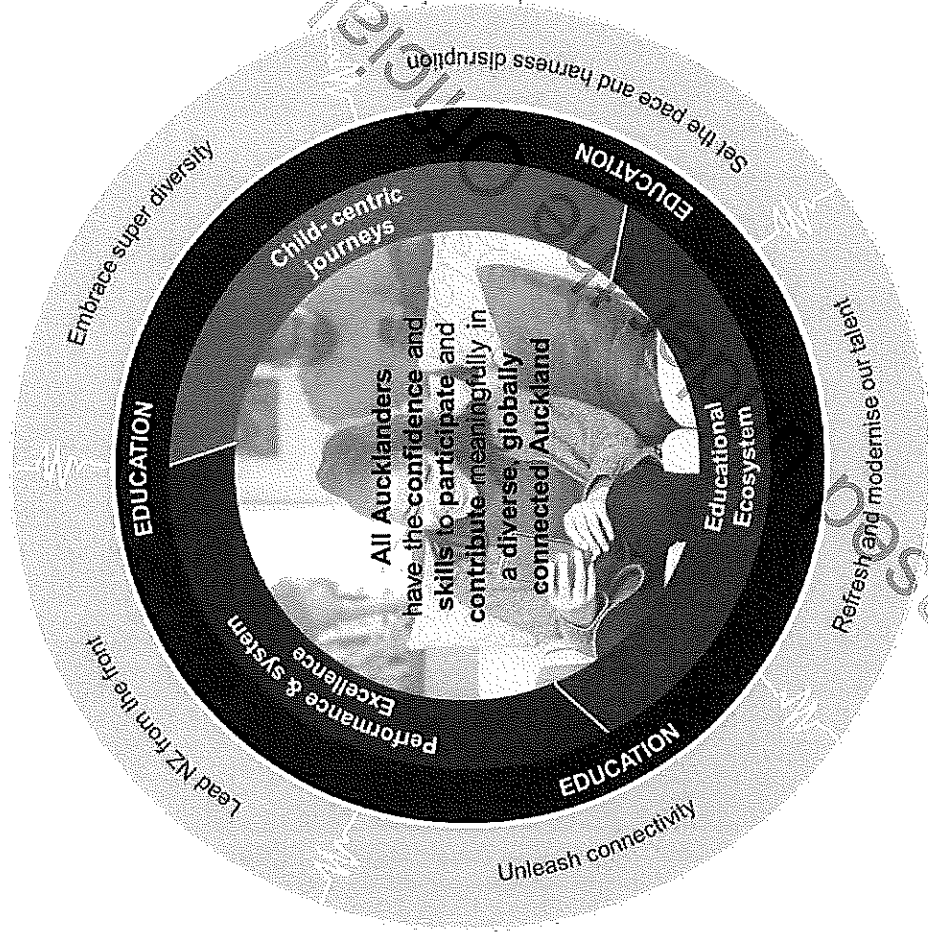 Embrace super diversity
Set the pace and harness disruption
Refresh and modernise our talent
Unleash connectivity
Lead NZ from the front
EDUCATION
EDUCATION
EDUCATION
Child- centric
journeys
Educational
Ecosystem
Performance & system
Excellence
All Aucklanders
have the confidence and
skills to participate and
contribute meaningfully in
a diverse, globally
connected Auckland